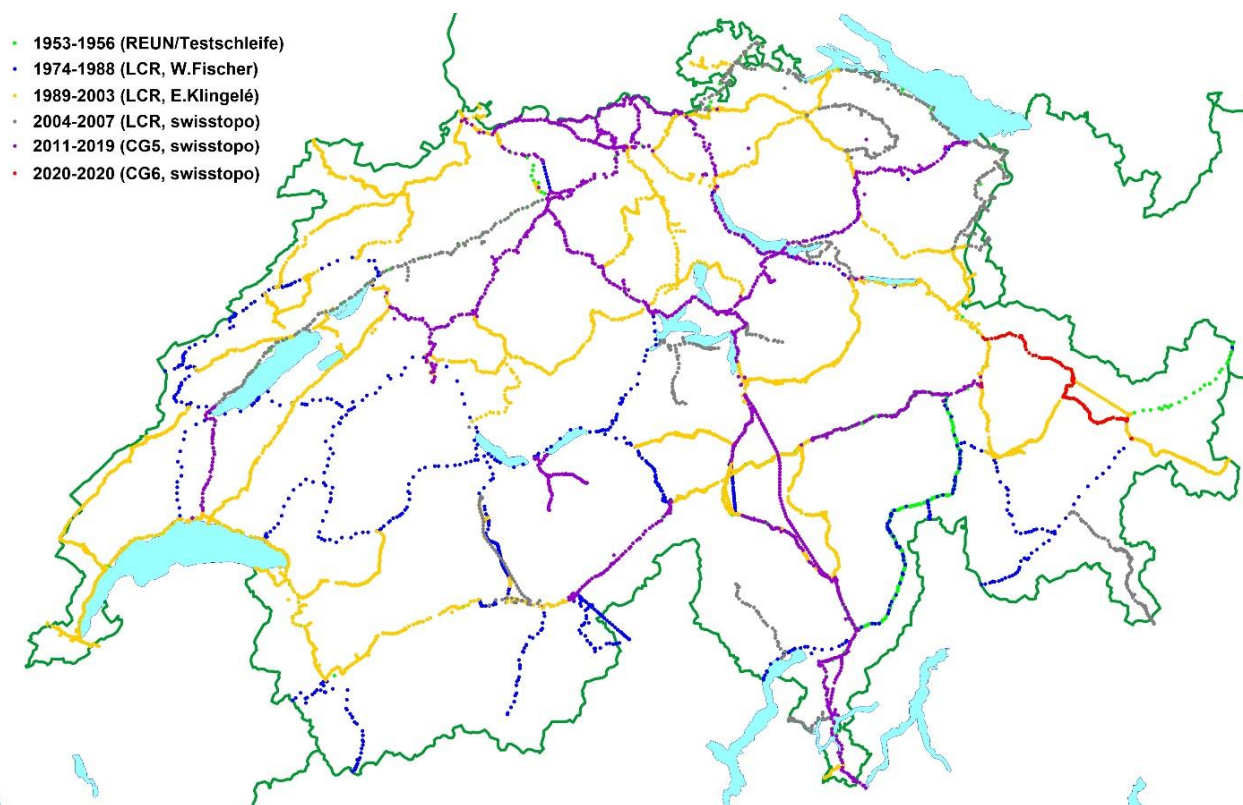 1953-1956 (REUN/Testschleife)
1974-1988 (LCR, W.Fischer)
1989-2003 (LCR, E.Klingelé)
2004-2007 (LCR, swisstopo)
2011-2019 (CG5, swisstopo)
2020-2020 (CG6, swisstopo)